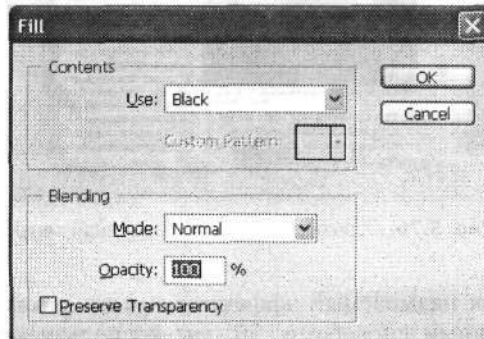 Fill
Contents
Use: Black
Custom Pattern:
OK
Cancel
Blending
Mode: Normal
Opacity: 100 %
Preserve Transparency